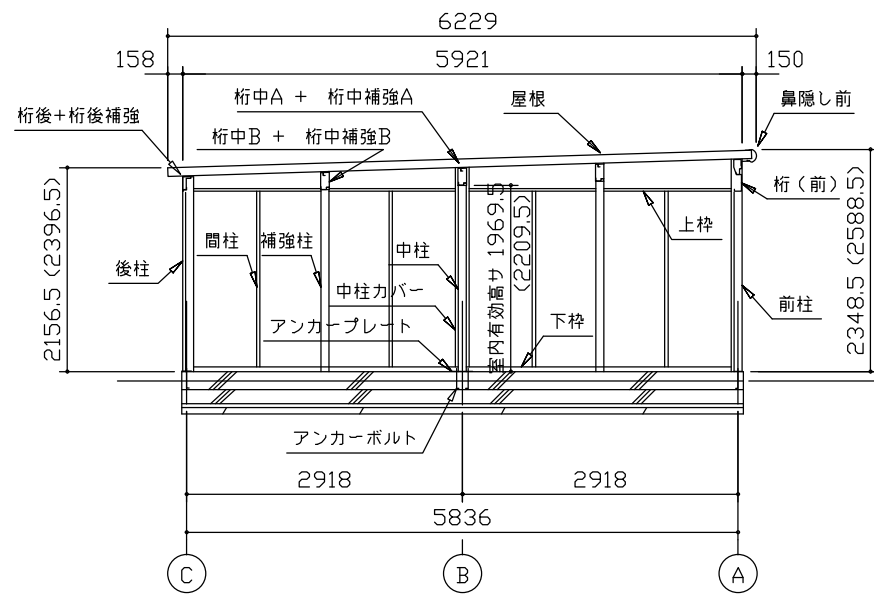 6229
158
5921
150
桁中A + 桁中補強A
屋根
鼻隠し前
桁後+桁後補強
桁中B + 桁中補強B
2156.5 (2396.5)
後柱
間柱
補強柱
中柱
中柱カバー
アンカープレート
室内有効高サ 1969.5
(2209.5)
上枠
下枠
桁(前)
前柱
2348.5 (2588.5)
アンカーボルト
2918
2918
5836
C
B
A